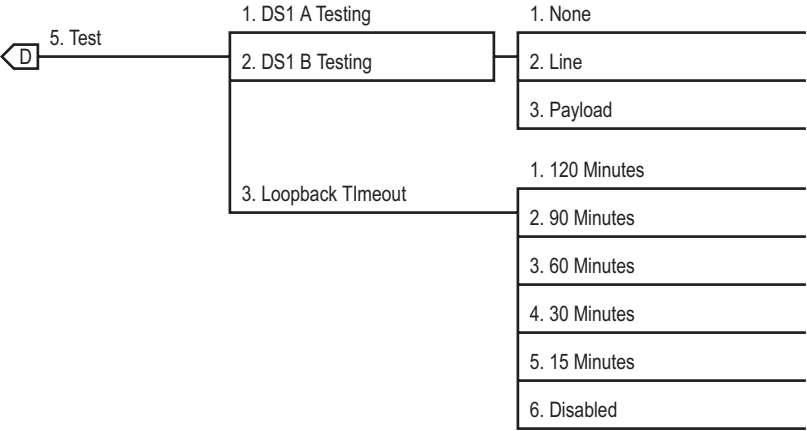 D
5. Test
1. DS1 A Testing
2. DS1 B Testing
1. None
2. Line
3. Payload
3. Loopback TImeout
1. 120 Minutes
2. 90 Minutes
3. 60 Minutes
4. 30 Minutes
5. 15 Minutes
6. Disabled